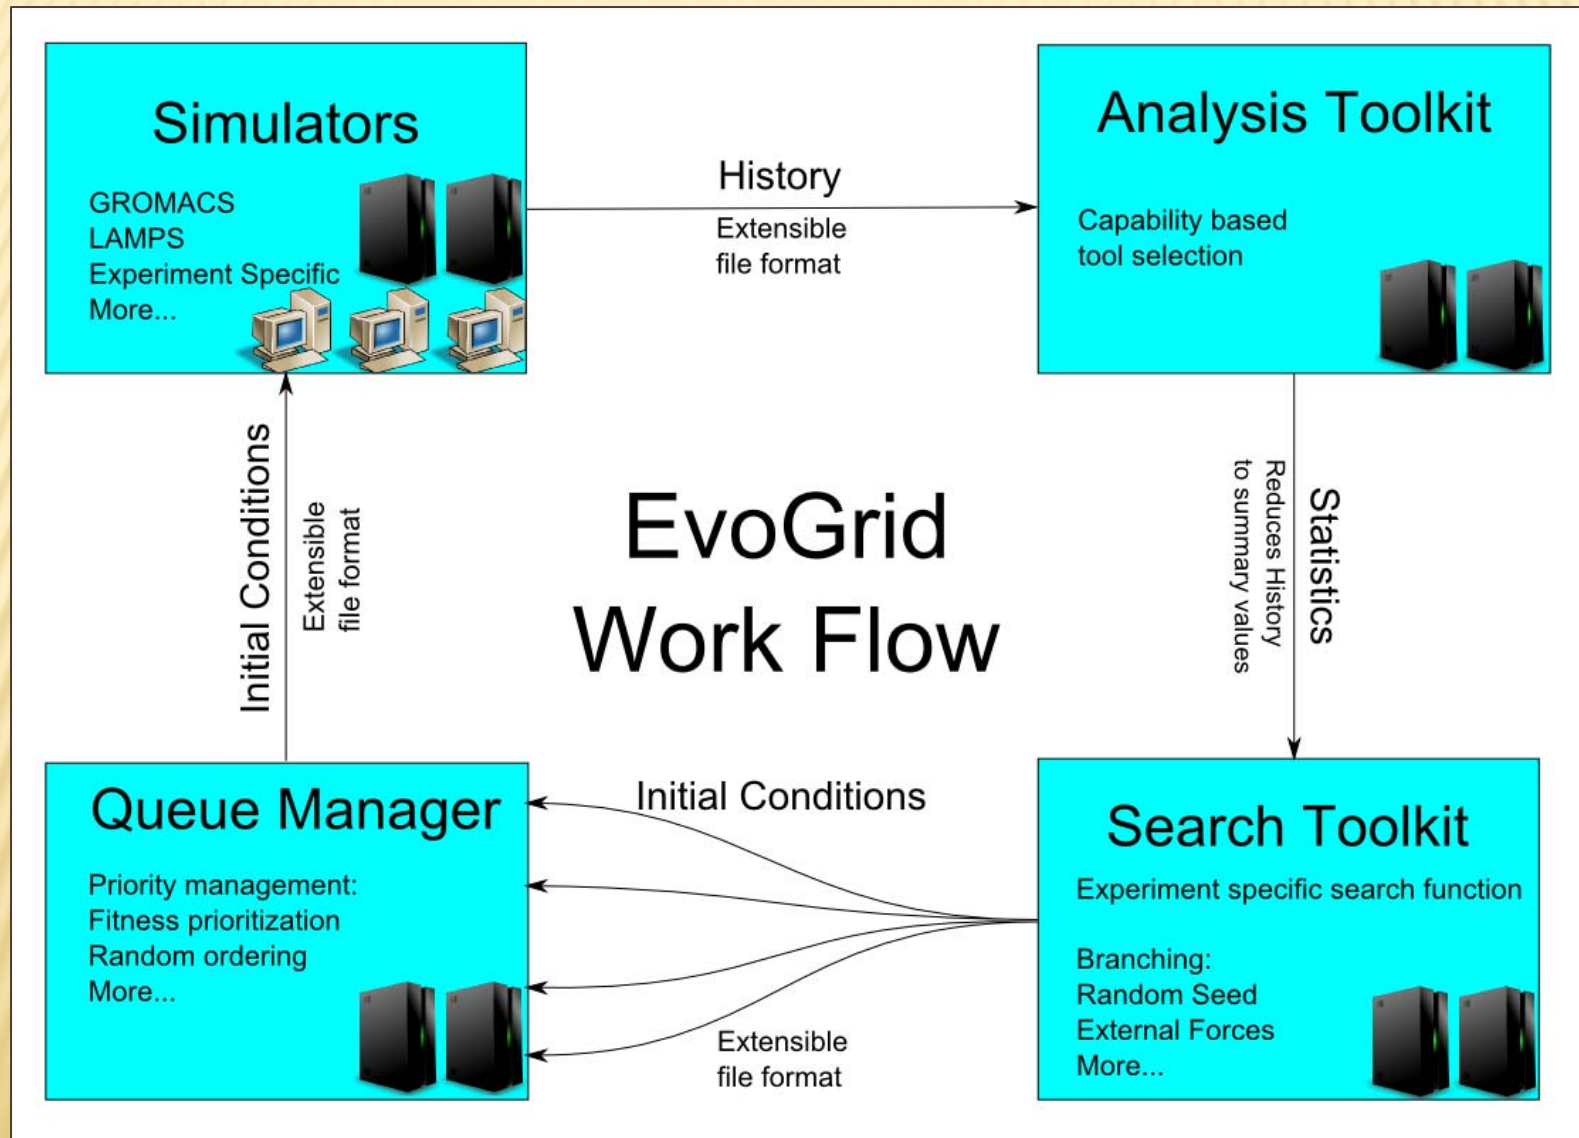 Simulators
GROMACS
LAMPS
Experiment Specific
More...
History
Extensible
file format
Analysis Toolkit
Capability based
tool selection
Initial Conditions
Extensible
file format
EvoGrid
Work Flow
Statistics
Reduces History
to summary values
Queue Manager
Priority management:
Fitness prioritization
Random ordering
More...
Initial Conditions
Extensible
file format
Search Toolkit
Experiment specific search function
Branching:
Random Seed
External Forces
More...